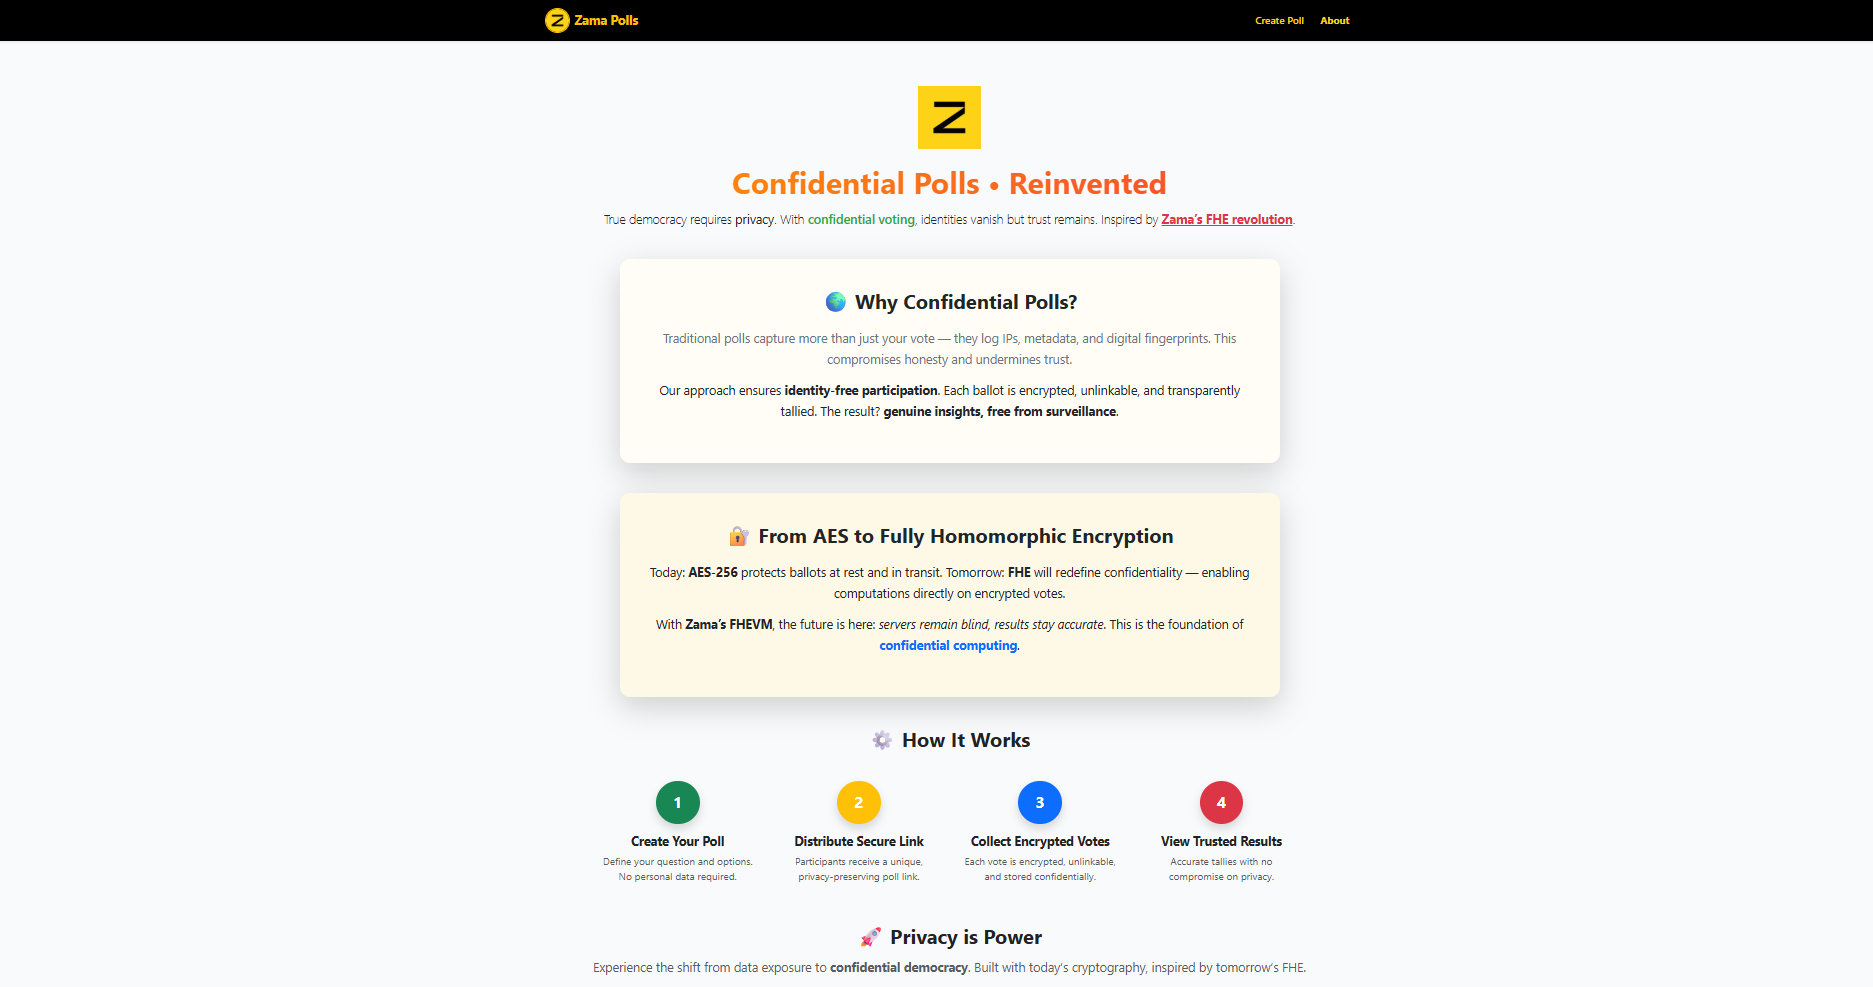 Zama Polls
Create Poll
About
Confidential Polls • Reinvented
True democracy requires privacy. With confidential voting, identities vanish but trust remains. Inspired by Zama's FHE revolution.
Why Confidential Polls?
Traditional polls capture more than just your vote — they log IPs, metadata, and digital fingerprints. This
compromises honesty and undermines trust.
Our approach ensures identity-free participation. Each ballot is encrypted, unlinkable, and transparently
tallied. The result? genuine insights, free from surveillance.
From AES to Fully Homomorphic Encryption
Today: AES-256 protects ballots at rest and in transit. Tomorrow: FHE will redefine confidentiality — enabling
computations directly on encrypted votes.
With Zama's FHEVM, the future is here: servers remain blind, results stay accurate. This is the foundation of
confidential computing.
How It Works
1
Create Your Poll
Define your question and options.
No personal data required.
2
Distribute Secure Link
Participants receive a unique,
privacy-preserving poll link.
3
Collect Encrypted Votes
Each vote is encrypted, unlinkable,
and stored confidentially.
4
View Trusted Results
Accurate tallies with no
compromise on privacy.
Privacy is Power
Experience the shift from data exposure to confidential democracy. Built with today's cryptography, inspired by tomorrow's FHE.